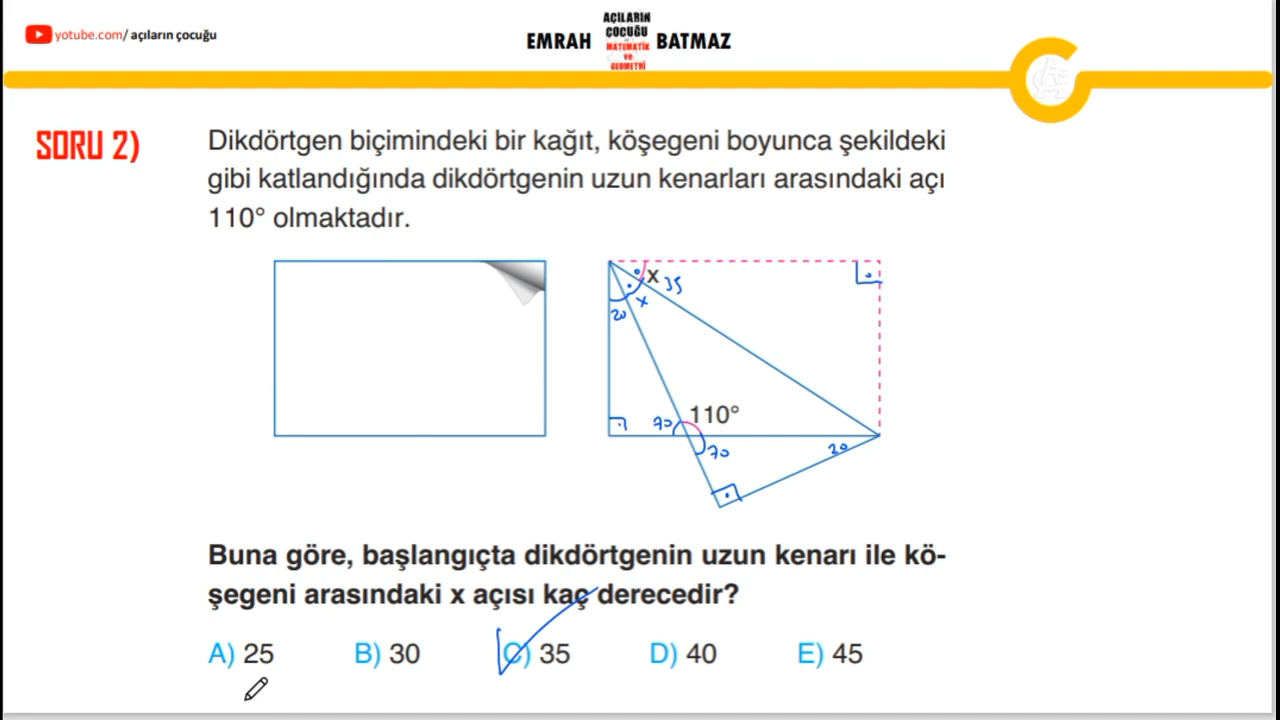 yotube.com/ açıların çocuğu
EMRAH
AÇILARIN
ÇOCUĞU
MATEMATİK
ve
GEOMETRİ
BATMAZ
SORU 2)
Dikdörtgen biçimindeki bir kağıt, köşegeni boyunca şekildeki
gibi katlandığında dikdörtgenin uzun kenarları arasındaki açı
110° olmaktadır.
x 35
x
20
70 110°
70
20
Buna göre, başlangıçta dikdörtgenin uzun kenarı ile kö-
şegeni arasındaki x açısı kaç derecedir?
A) 25 B) 30 C) 35 D) 40 E) 45